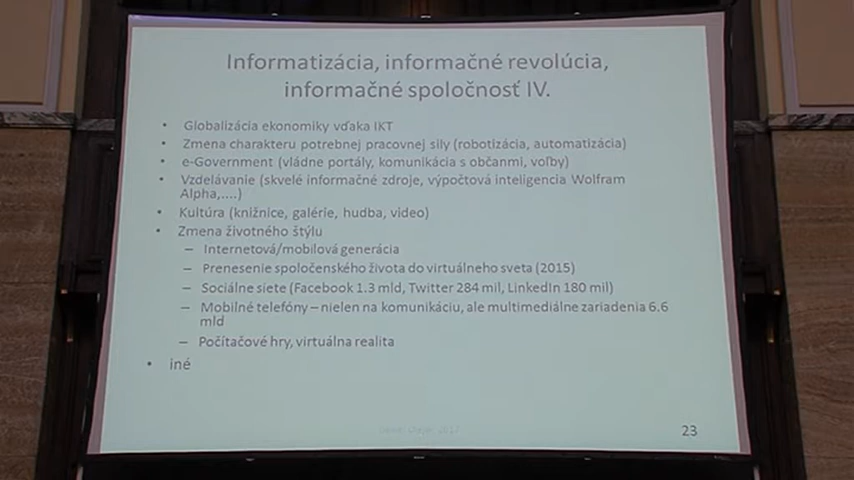 Informatizácia, informačné revolúcia,
informačné spoločnosť IV.
• Globalizácia ekonomiky vďaka IKT
• Zmena charakteru potrebnej pracovnej sily (robotizácia, automatizácia)
• e-Government (vládne portály, komunikácia s občanmi, voľby)
• Vzdelávanie (skvelé informačné zdroje, výpočtová inteligencia Wolfram
Alpha,....)
• Kultúra (knižnice, galérie, hudba, video)
• Zmena životného štýlu
– Internetová/mobilová generácia
– Prenesenie spoločenského života do virtuálneho sveta (2015)
– Sociálne siete (Facebook 1.3 mld, Twitter 284 mil, LinkedIN 180 mil)
– Mobilné telefóny – nielen na komunikáciu, ale multimediálne zariadenia 6.6
mld
– Počítačové hry, virtuálna realita
• iné
23